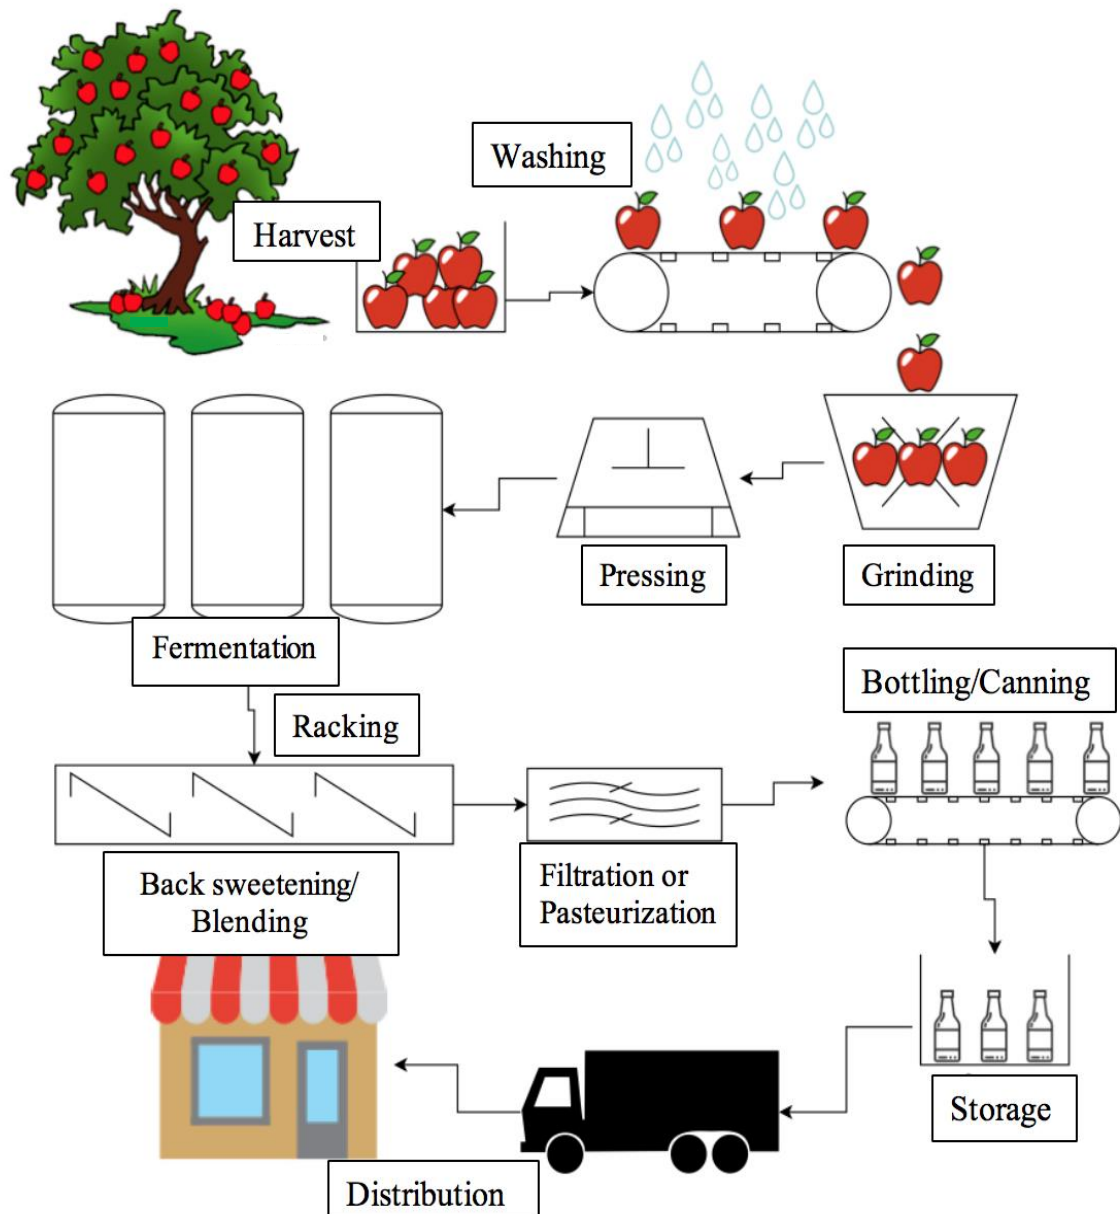 Washing
Harvest
Pressing
Grinding
Fermentation
Racking
Bottling/Canning
Back sweetening/
Blending
Filtration or
Pasteurization
Storage
Distribution